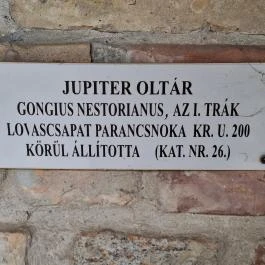 JUPITER OLTÁR
GONGIUS NESTORIANUS, AZ I. TRÁK
LOVASCSAPAT PARANCSNOKA KR. U. 200
KÖRÜL ÁLLÍTOTTA (KAT. NR. 26.)